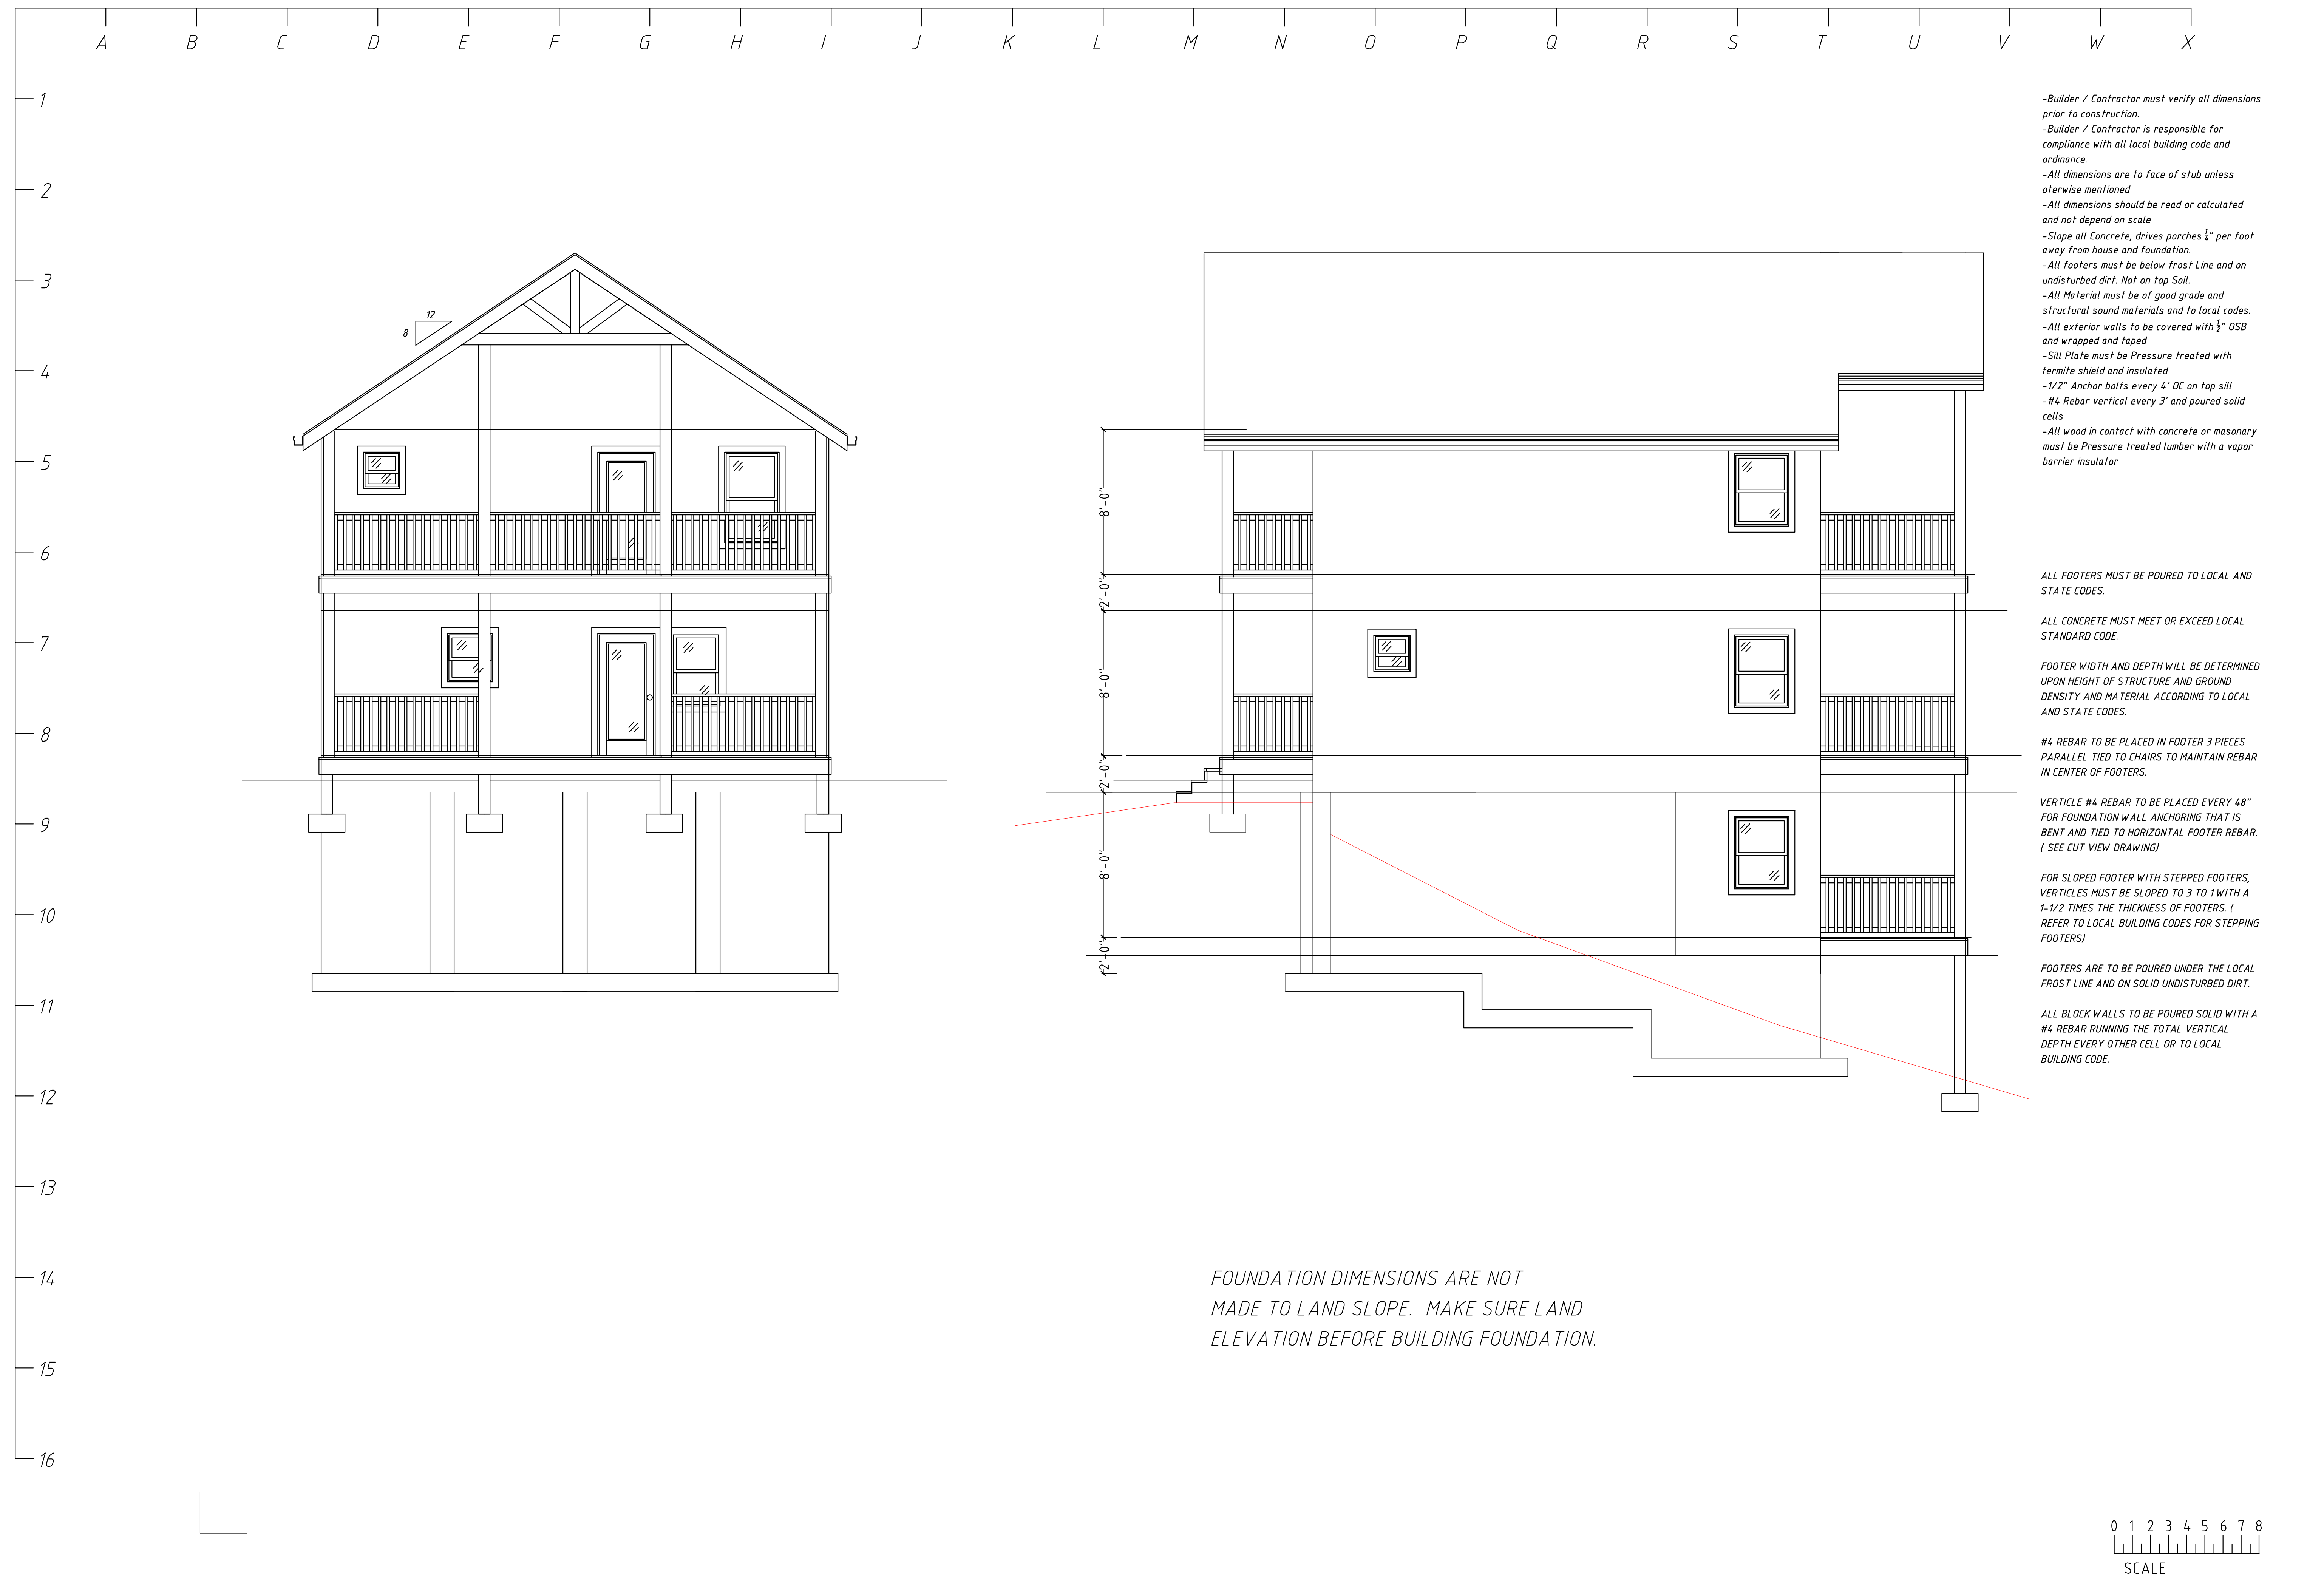 A B C D E F G H I J K L M N O P Q R S T U V W X
1
2
3
4
5
6
7
8
9
10
11
12
13
14
15
16
12
8
8'-0"
2'-0"
8'-0"
2'-0"
8'-0"
2'-0"
-Builder / Contractor must verify all dimensions
prior to construction.
-Builder / Contractor is responsible for
compliance with all local building code and
ordinance.
-All dimensions are to face of stub unless
oterwise mentioned
-All dimensions should be read or calculated
and not depend on scale
-Slope all Concrete, drives porches ¼" per foot
away from house and foundation.
-All footers must be below frost Line and on
undisturbed dirt. Not on top Soil.
-All Material must be of good grade and
structural sound materials and to local codes.
-All exterior walls to be covered with ½" OSB
and wrapped and taped
-Sill Plate must be Pressure treated with
termite shield and insulated
-1/2" Anchor bolts every 4' OC on top sill
-#4 Rebar vertical every 3' and poured solid
cells
-All wood in contact with concrete or masonary
must be Pressure treated lumber with a vapor
barrier insulator
ALL FOOTERS MUST BE POURED TO LOCAL AND
STATE CODES.
ALL CONCRETE MUST MEET OR EXCEED LOCAL
STANDARD CODE.
FOOTER WIDTH AND DEPTH WILL BE DETERMINED
UPON HEIGHT OF STRUCTURE AND GROUND
DENSITY AND MATERIAL ACCORDING TO LOCAL
AND STATE CODES.
#4 REBAR TO BE PLACED IN FOOTER 3 PIECES
PARALLEL TIED TO CHAIRS TO MAINTAIN REBAR
IN CENTER OF FOOTERS.
VERTICLE #4 REBAR TO BE PLACED EVERY 48"
FOR FOUNDATION WALL ANCHORING THAT IS
BENT AND TIED TO HORIZONTAL FOOTER REBAR.
( SEE CUT VIEW DRAWING)
FOR SLOPED FOOTER WITH STEPPED FOOTERS,
VERTICLES MUST BE SLOPED TO 3 TO 1 WITH A
1-1/2 TIMES THE THICKNESS OF FOOTERS. (
REFER TO LOCAL BUILDING CODES FOR STEPPING
FOOTERS)
FOOTERS ARE TO BE POURED UNDER THE LOCAL
FROST LINE AND ON SOLID UNDISTURBED DIRT.
ALL BLOCK WALLS TO BE POURED SOLID WITH A
#4 REBAR RUNNING THE TOTAL VERTICAL
DEPTH EVERY OTHER CELL OR TO LOCAL
BUILDING CODE.
FOUNDATION DIMENSIONS ARE NOT
MADE TO LAND SLOPE. MAKE SURE LAND
ELEVATION BEFORE BUILDING FOUNDATION.
0 1 2 3 4 5 6 7 8
SCALE